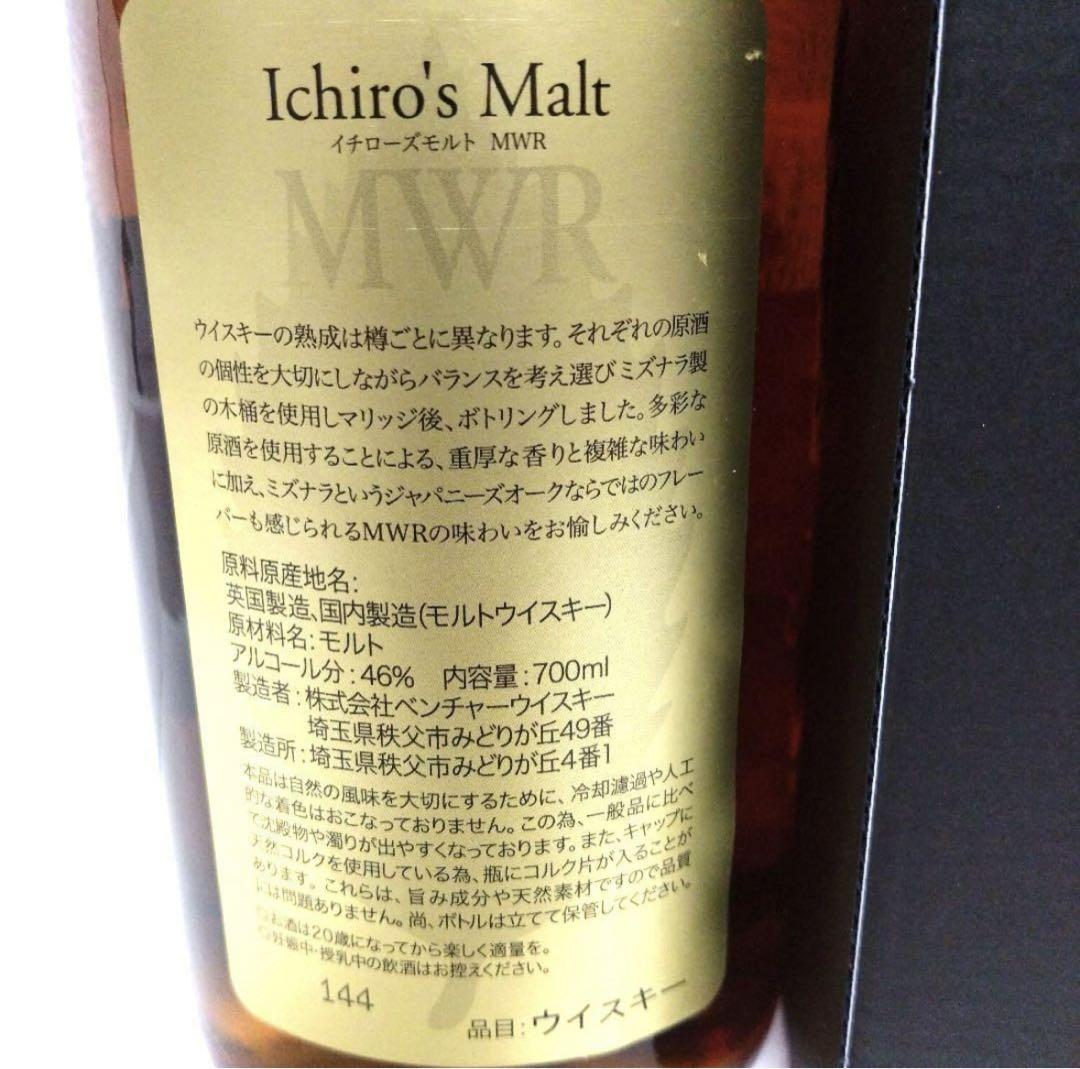 Ichiro's Malt
イチローズモルト MWR
MWR
ウイスキーの熟成は樽ごとに異なります。それぞれの原酒
の個性を大切にしながらバランスを考え選びミズナラ製
の木桶を使用しマリッジ後、ボトリングしました。多彩な
原酒を使用することによる、重厚な香りと複雑な味わい
に加え、ミズナラというジャパニーズオークならではのフレー
バーも感じられるMWRの味わいをお愉しみください。
原料原産地名:
英国製造、国内製造(モルトウイスキー)
原材料名:モルト
アルコール分:46% 内容量:700ml
製造者:株式会社ベンチャーウイスキー
埼玉県秩父市みどりが丘49番
製造所:埼玉県秩父市みどりが丘4番1
本品は自然の風味を大切にするために、冷却濾過や人工
的な着色はおこなっておりません。この為、一般品に比べ
て沈殿物や濁りが出やすくなっております。また、キャップに
天然コルクを使用している為、瓶にコルク片が入ることが
あります。これらは、旨み成分や天然素材ですので品質
には問題ありません。尚、ボトルは立てて保管してください。
○お酒は20歳になってから楽しく適量を。
○妊娠中・授乳中の飲酒はお控えください。
144
品目:ウイスキー